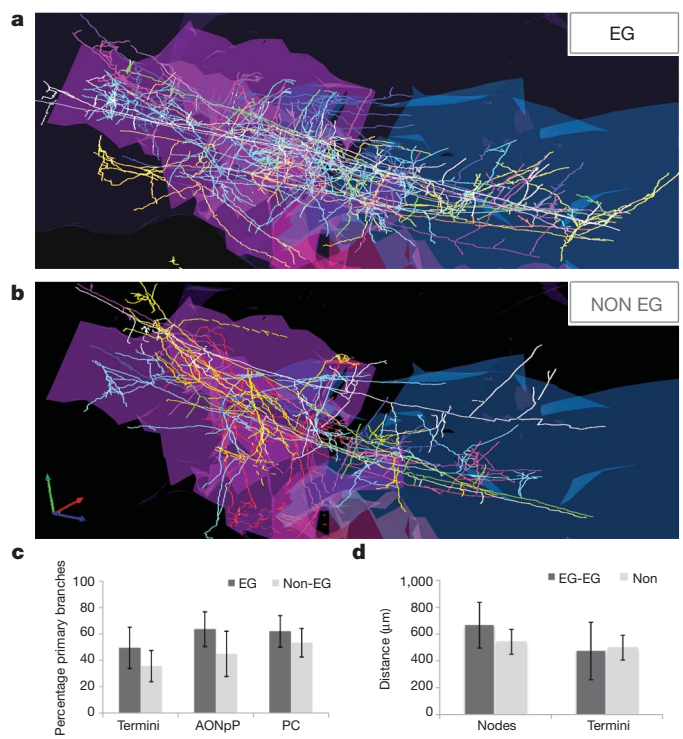 a
EG
b
NON EG
c
d
Percentage primary branches
100
80
60
40
20
0
EG
Non-EG
Termini
AONpP
PC
Distance (μm)
1,000
800
600
400
200
0
EG-EG
Non
Nodes
Termini